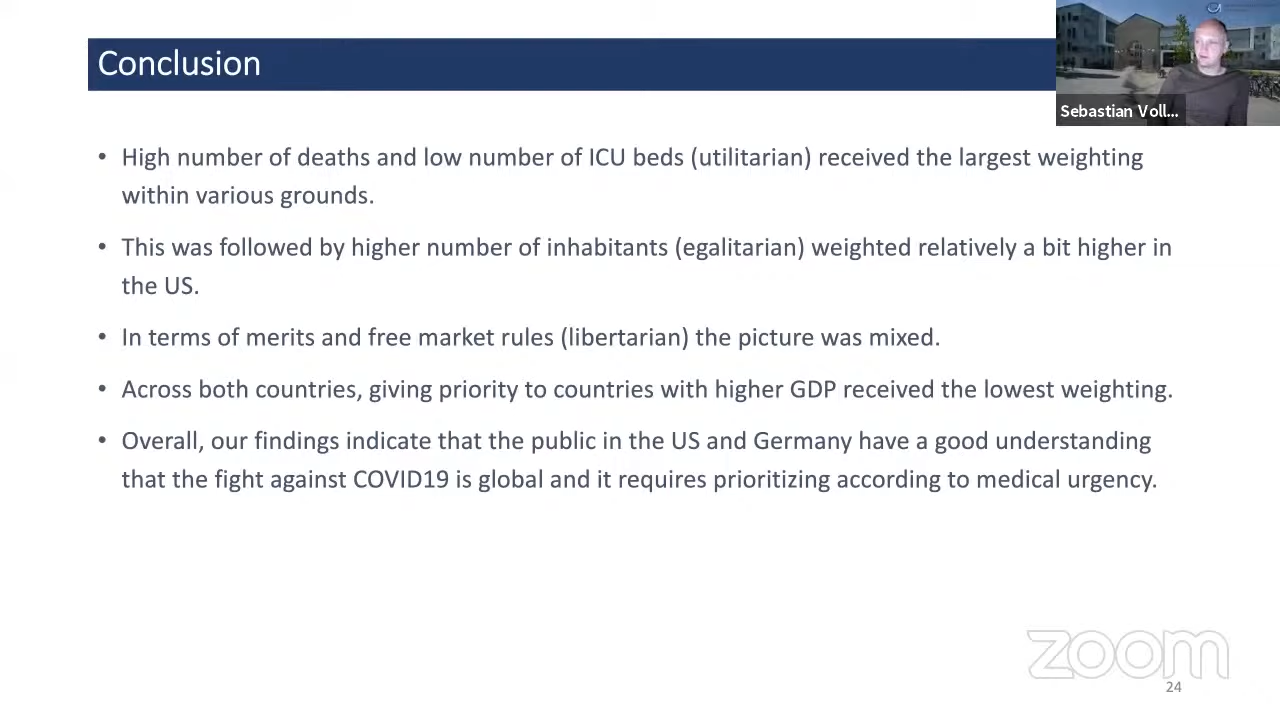 Conclusion
Sebastian Voll...
• High number of deaths and low number of ICU beds (utilitarian) received the largest weighting
within various grounds.
• This was followed by higher number of inhabitants (egalitarian) weighted relatively a bit higher in
the US.
• In terms of merits and free market rules (libertarian) the picture was mixed.
• Across both countries, giving priority to countries with higher GDP received the lowest weighting.
• Overall, our findings indicate that the public in the US and Germany have a good understanding
that the fight against COVID19 is global and it requires prioritizing according to medical urgency.
zoom
24